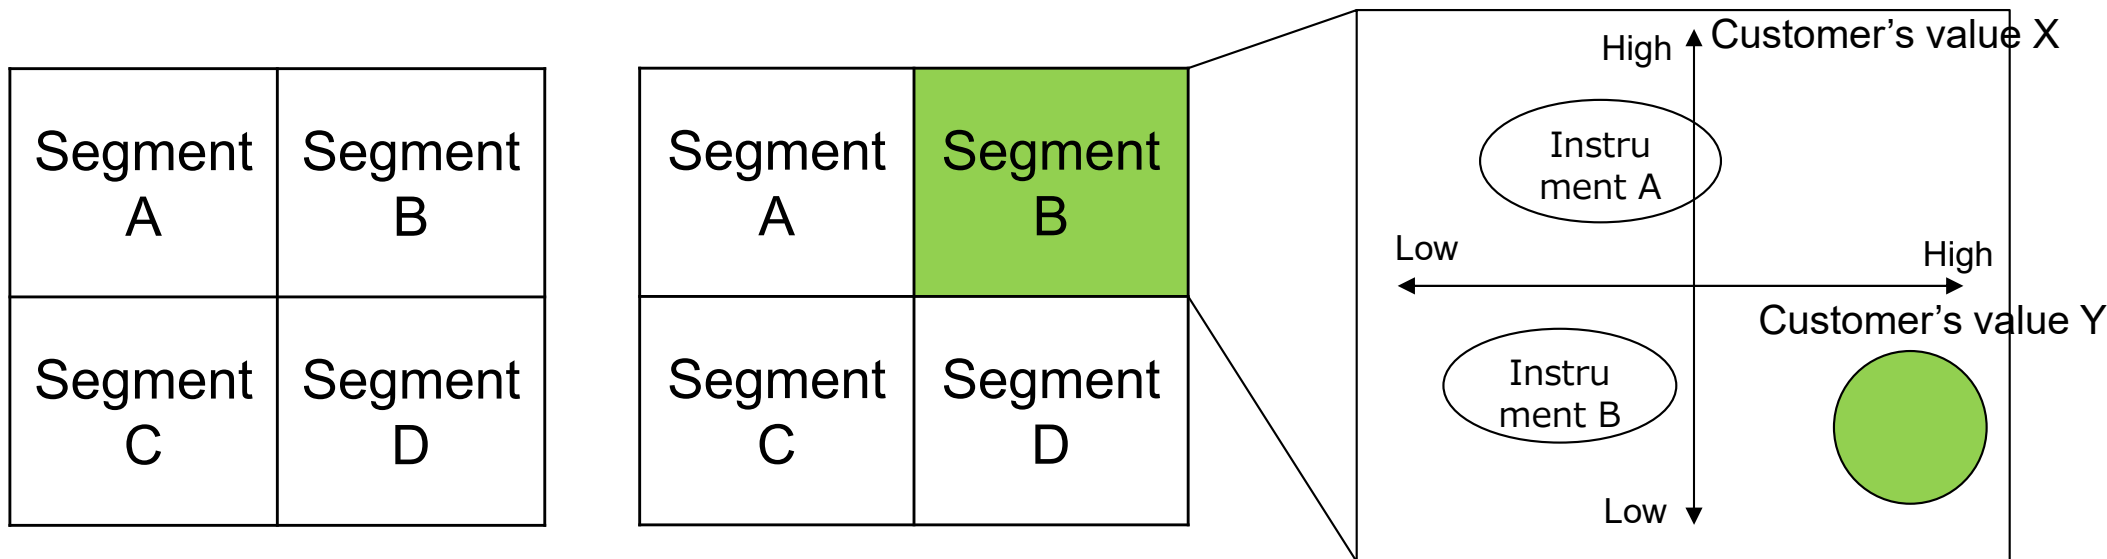 Segment
A
Segment
B
Segment
C
Segment
D
Segment
A
Segment
B
Segment
C
Segment
D
High
Customer’s value X
Instru
ment A
Low
High
Customer’s value Y
Instru
ment B
Low